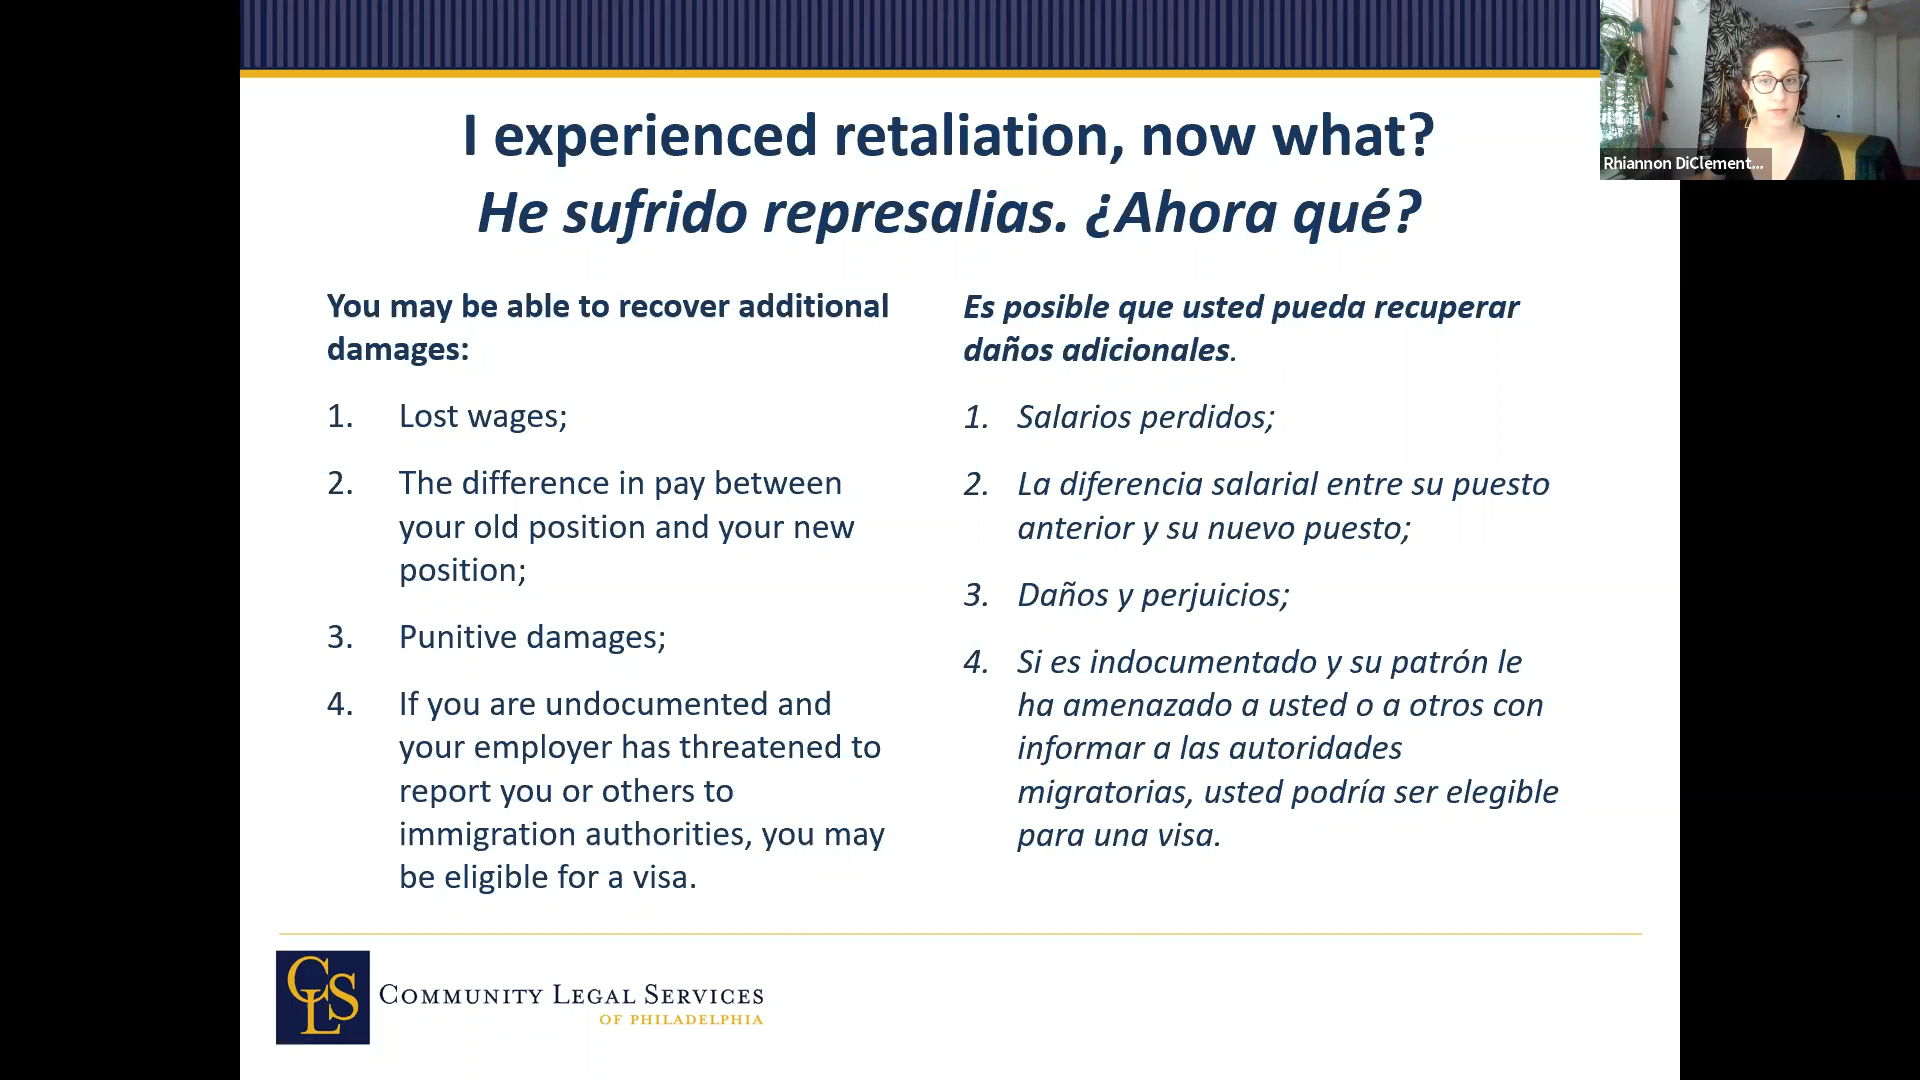 I experienced retaliation, now what?
He sufrido represalias. ¿Ahora qué?
You may be able to recover additional
damages:
1. Lost wages;
2. The difference in pay between
your old position and your new
position;
3. Punitive damages;
4. If you are undocumented and
your employer has threatened to
report you or others to
immigration authorities, you may
be eligible for a visa.
Es posible que usted pueda recuperar
daños adicionales.
1. Salarios perdidos;
2. La diferencia salarial entre su puesto
anterior y su nuevo puesto;
3. Daños y perjuicios;
4. Si es indocumentado y su patrón le
ha amenazado a usted o a otros con
informar a las autoridades
migratorias, usted podría ser elegible
para una visa.
CLS
COMMUNITY LEGAL SERVICES
OF PHILADELPHIA
Rhiannon DiClement...